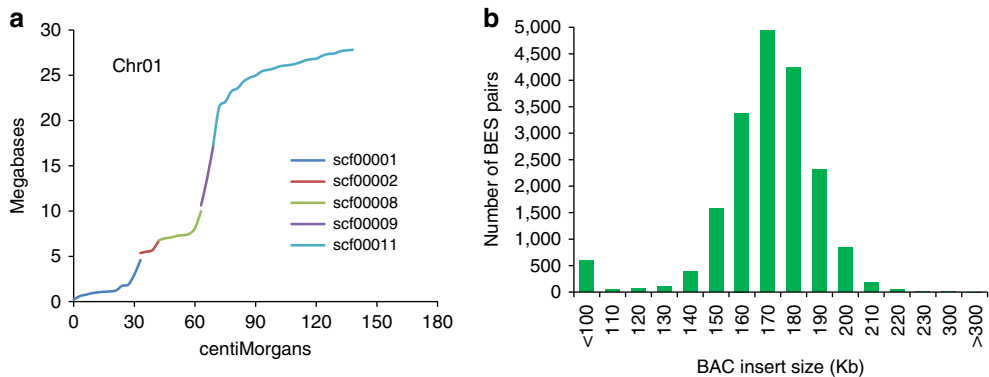 a
30
25
20
15
10
5
0
Megabases
Chr01
scf00001
scf00002
scf00008
scf00009
scf00011
0 30 60 90 120 150 180
centiMorgans
b
5,000
4,500
4,000
3,500
3,000
2,500
2,000
1,500
1,000
500
0
Number of BES pairs
<100 110 120 130 140 150 160 170 180 190 200 210 220 230 300 >300
BAC insert size (Kb)